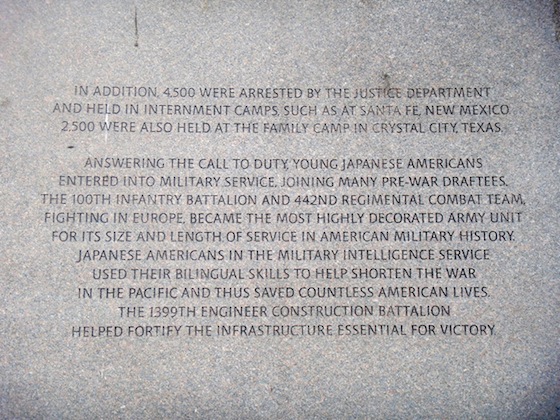 IN ADDITION, 4,500 WERE ARRESTED BY THE JUSTICE DEPARTMENT
AND HELD IN INTERNMENT CAMPS, SUCH AS AT SANTA FE, NEW MEXICO.
2,500 WERE ALSO HELD AT THE FAMILY CAMP IN CRYSTAL CITY, TEXAS.
ANSWERING THE CALL TO DUTY, YOUNG JAPANESE AMERICANS
ENTERED INTO MILITARY SERVICE, JOINING MANY PRE-WAR DRAFTEES.
THE 100TH INFANTRY BATTALION AND 442ND REGIMENTAL COMBAT TEAM,
FIGHTING IN EUROPE, BECAME THE MOST HIGHLY DECORATED ARMY UNIT
FOR ITS SIZE AND LENGTH OF SERVICE IN AMERICAN MILITARY HISTORY.
JAPANESE AMERICANS IN THE MILITARY INTELLIGENCE SERVICE
USED THEIR BILINGUAL SKILLS TO HELP SHORTEN THE WAR
IN THE PACIFIC AND THUS SAVED COUNTLESS AMERICAN LIVES.
THE 1399TH ENGINEER CONSTRUCTION BATTALION
HELPED FORTIFY THE INFRASTRUCTURE ESSENTIAL FOR VICTORY.